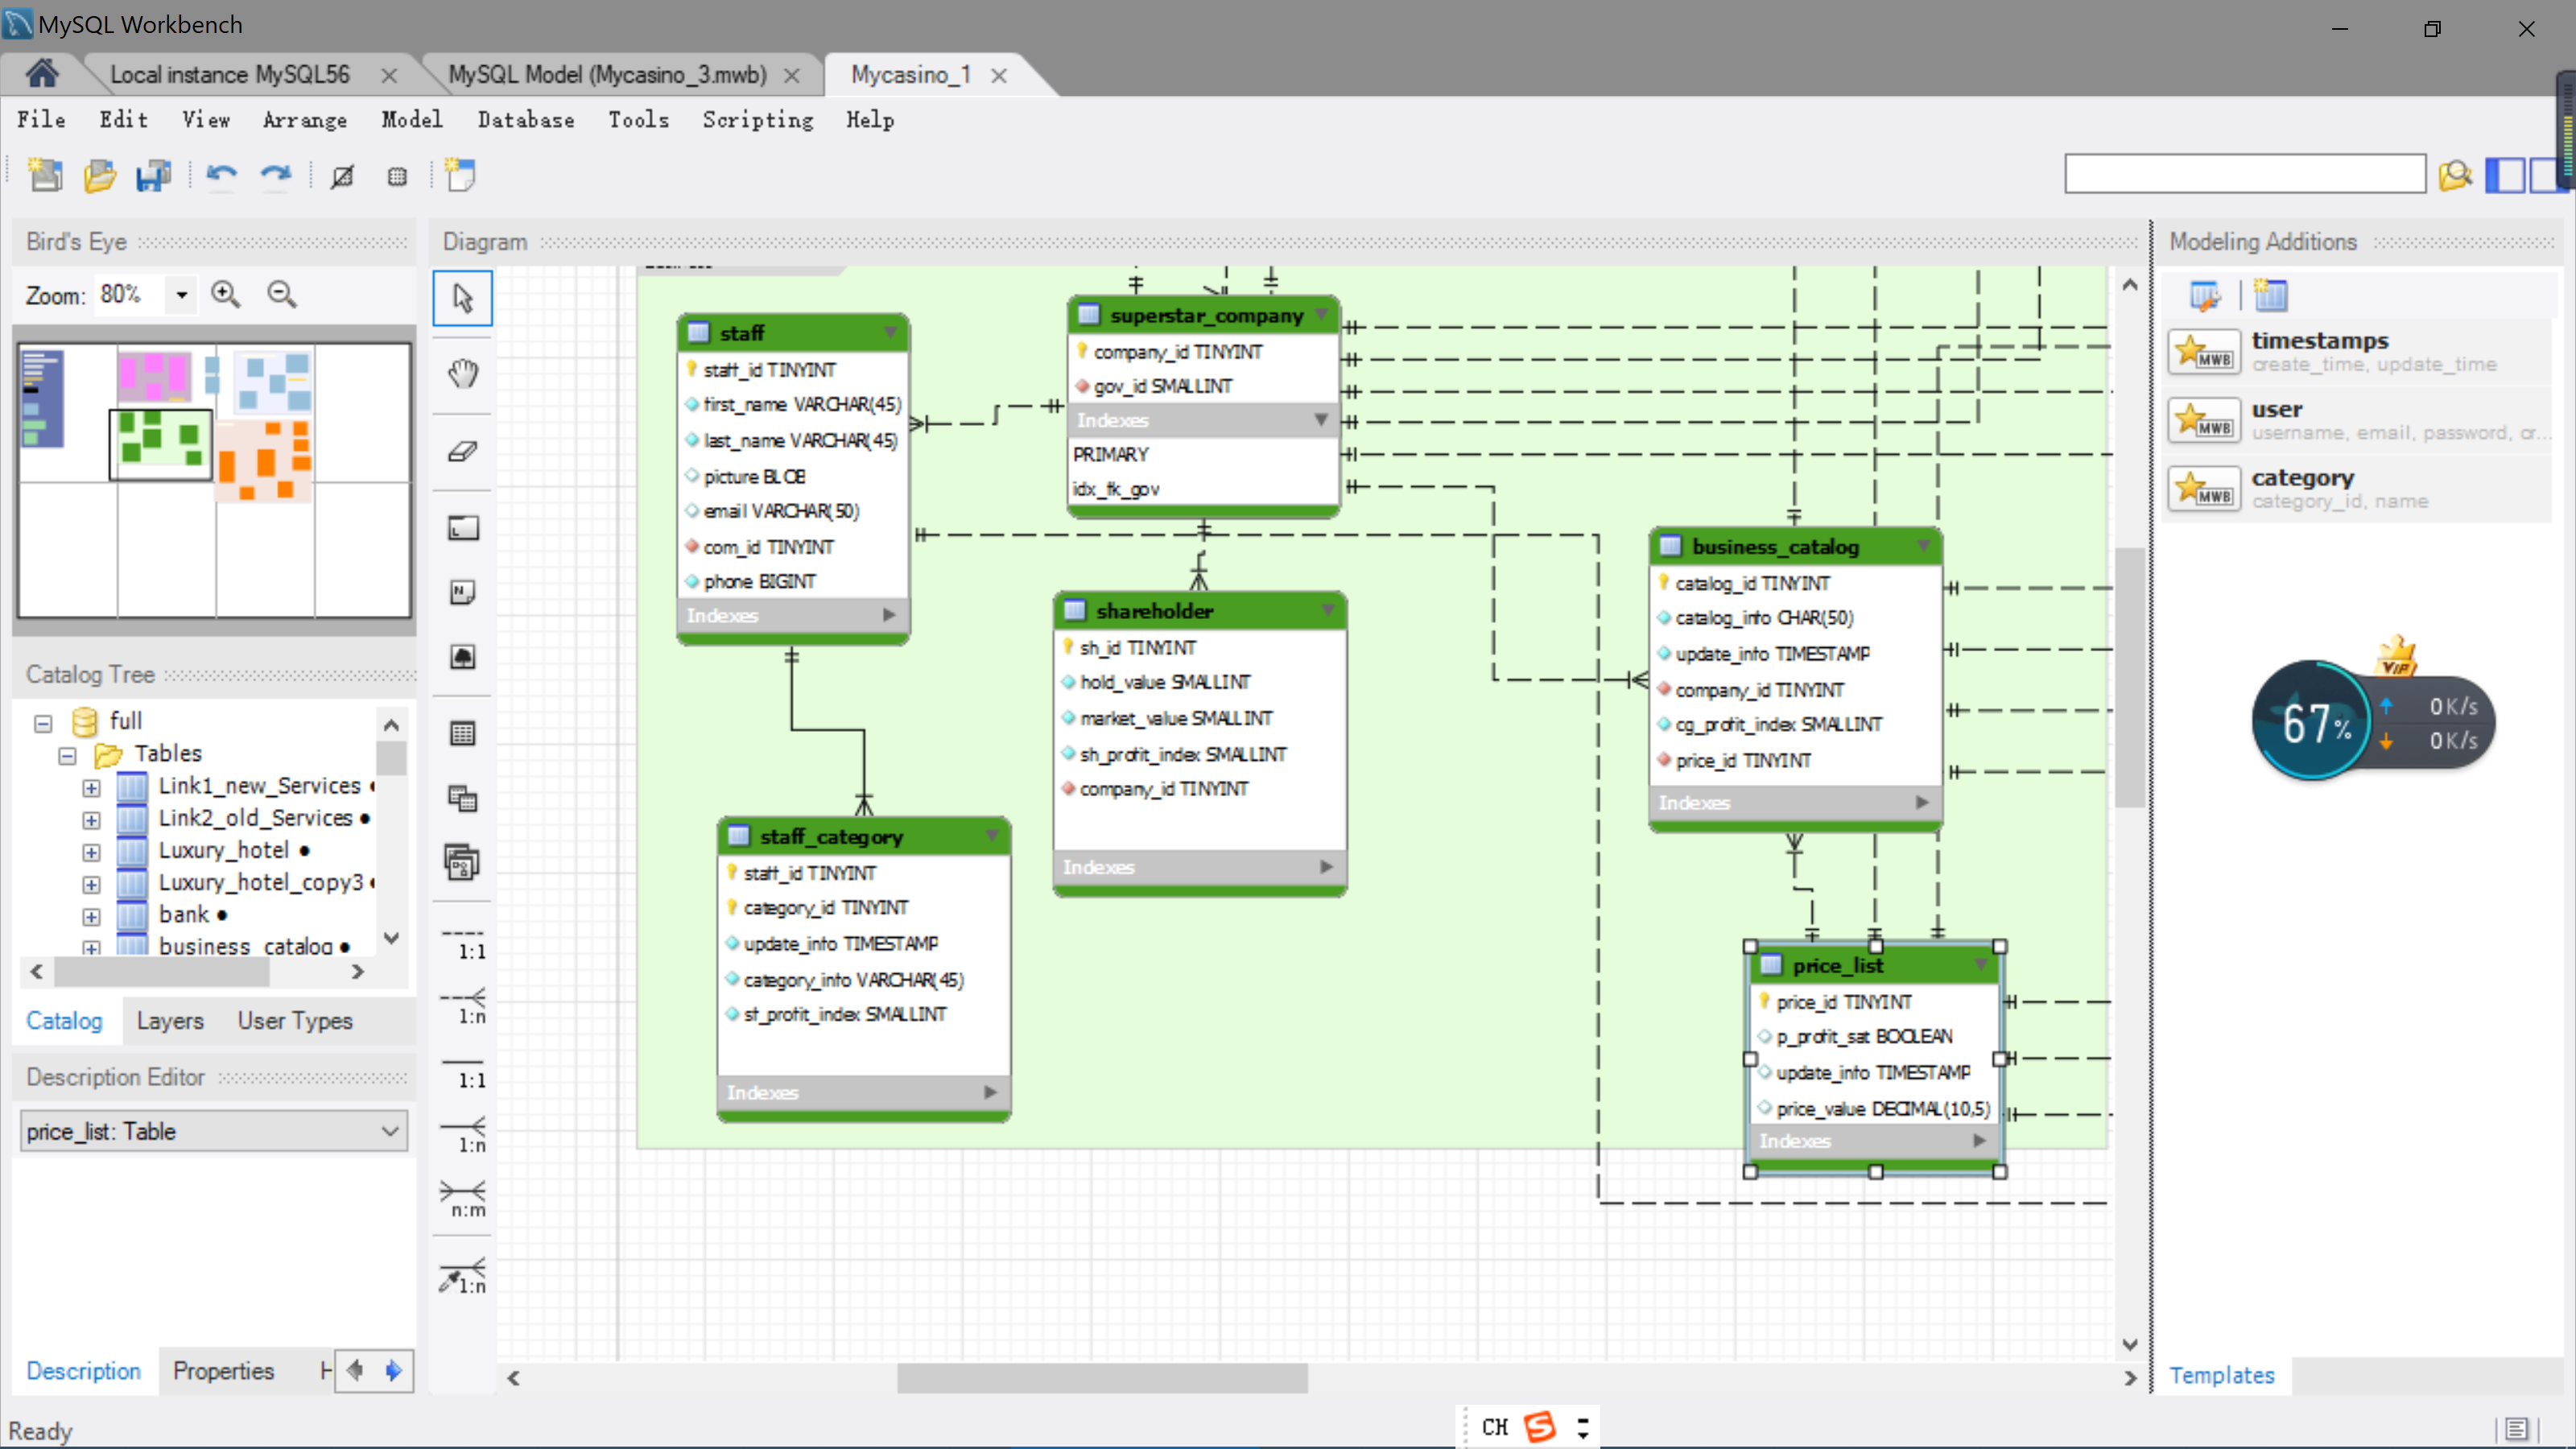 MySQL Workbench
Local instance MySQL56
MySQL Model (Mycasino_3.mwb)
Mycasino_1
File Edit View Arrange Model Database Tools Scripting Help
Bird's Eye
Zoom: 80%
Catalog Tree
full
Tables
Link1_new_Services
Link2_old_Services
Luxury_hotel
Luxury_hotel_copy3
bank
business_catalog
Catalog Layers User Types
Description Editor
price_list: Table
Description Properties H
Ready
Diagram
1:1
1:n
1:1
1:n
n:m
1:n
staff
staff_id TINYINT
first_name VARCHAR(45)
last_name VARCHAR(45)
picture BLOB
email VARCHAR(50)
com_id TINYINT
phone BIGINT
Indexes
superstar_company
company_id TINYINT
gov_id SMALLINT
Indexes
PRIMARY
idx_fk_gov
shareholder
sh_id TINYINT
hold_value SMALLINT
market_value SMALLINT
sh_profit_index SMALLINT
company_id TINYINT
Indexes
staff_category
staff_id TINYINT
category_id TINYINT
update_info TIMESTAMP
category_info VARCHAR(45)
sf_profit_index SMALLINT
Indexes
business_catalog
catalog_id TINYINT
catalog_info CHAR(50)
update_info TIMESTAMP
company_id TINYINT
cg_profit_index SMALLINT
price_id TINYINT
Indexes
price_list
price_id TINYINT
p_profit_sat BOOLEAN
update_info TIMESTAMP
price_value DECIMAL(10,5)
Indexes
Modeling Additions
MWB
timestamps
create_time, update_time
MWB
user
username, email, password, cr...
MWB
category
category_id, name
VIP
67%
0K/s
0K/s
Templates
CH S